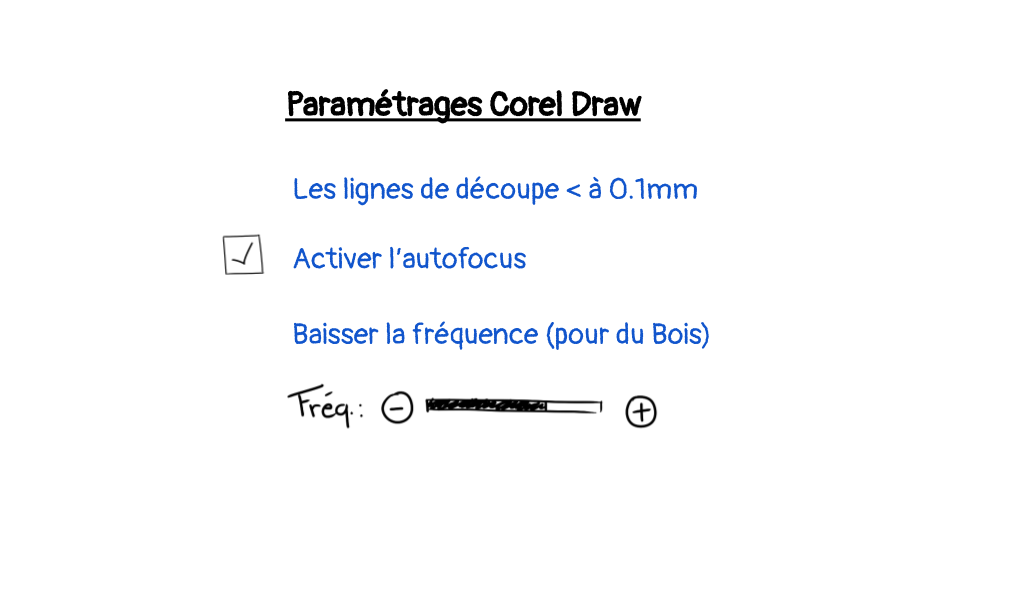 Paramétrages Corel Draw
Les lignes de découpe < à 0.1mm
Activer l'autofocus
Baisser la fréquence (pour du Bois)
Fréq.: - +